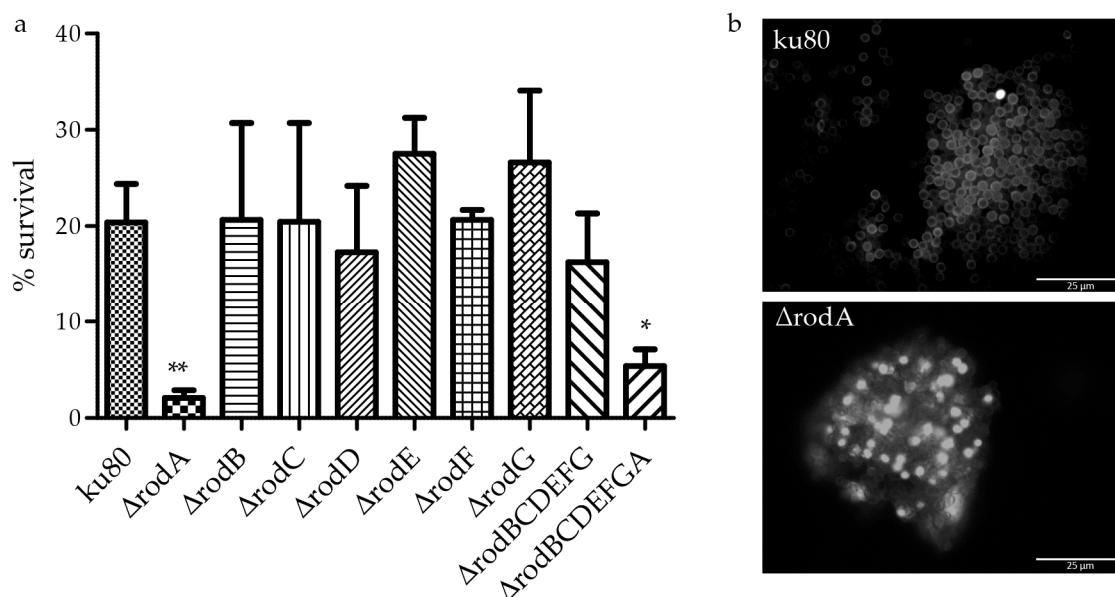 a
% survival
40
30
20
10
0
**
*
ku80
ΔrodA
ΔrodB
ΔrodC
ΔrodD
ΔrodE
ΔrodF
ΔrodG
ΔrodBCDEFG
ΔrodBCDEFGA
b
ku80
25 µm
ΔrodA
25 µm